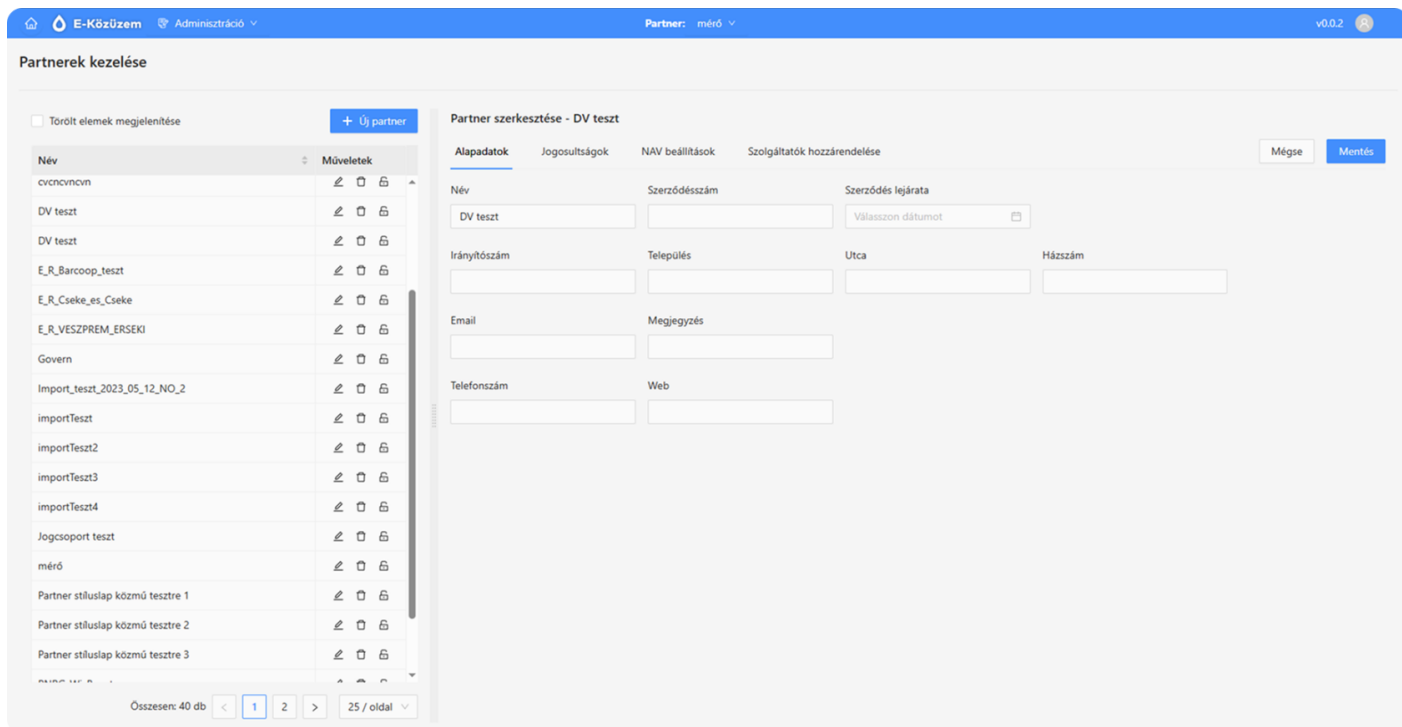 E-Közüzem Adminisztráció Partner: mérő v0.0.2
Partnerek kezelése
Törölt elemek megjelenítése
+ Új partner
Név Műveletek
cvcncvncvn
DV teszt
DV teszt
E_R_Barcoop_teszt
E_R_Cseke_es_Cseke
E_R_VESZPREM_ERSEKI
Govern
Import_teszt_2023_05_12_NO_2
importTeszt
importTeszt2
importTeszt3
importTeszt4
Jogcsoport teszt
mérő
Partner stíluslap közmű tesztre 1
Partner stíluslap közmű tesztre 2
Partner stíluslap közmű tesztre 3
Összesen: 40 db < 1 2 > 25 / oldal
Partner szerkesztése - DV teszt
Alapadatok Jogosultságok NAV beállítások Szolgáltatók hozzárendelése Mégse Mentés
Név Szerződésszám Szerződés lejárata
DV teszt Válasszon dátumot
Irányítószám Település Utca Házszám
Email Megjegyzés
Telefonszám Web